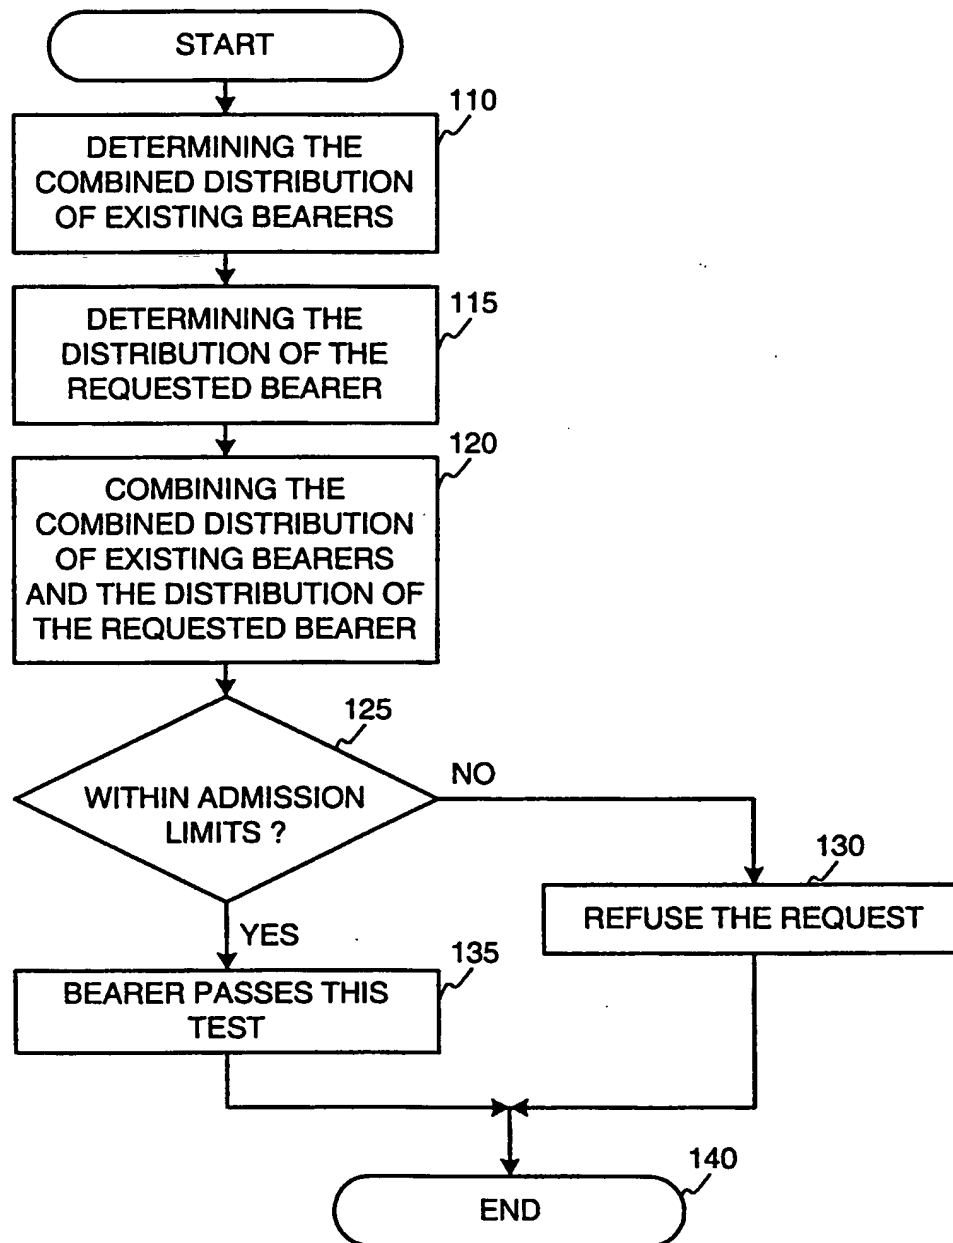 START
110
DETERMINING THE
COMBINED DISTRIBUTION
OF EXISTING BEARERS
115
DETERMINING THE
DISTRIBUTION OF THE
REQUESTED BEARER
120
COMBINING THE
COMBINED DISTRIBUTION
OF EXISTING BEARERS
AND THE DISTRIBUTION OF
THE REQUESTED BEARER
125
WITHIN ADMISSION
LIMITS ?
NO
130
REFUSE THE REQUEST
YES
135
BEARER PASSES THIS
TEST
140
END